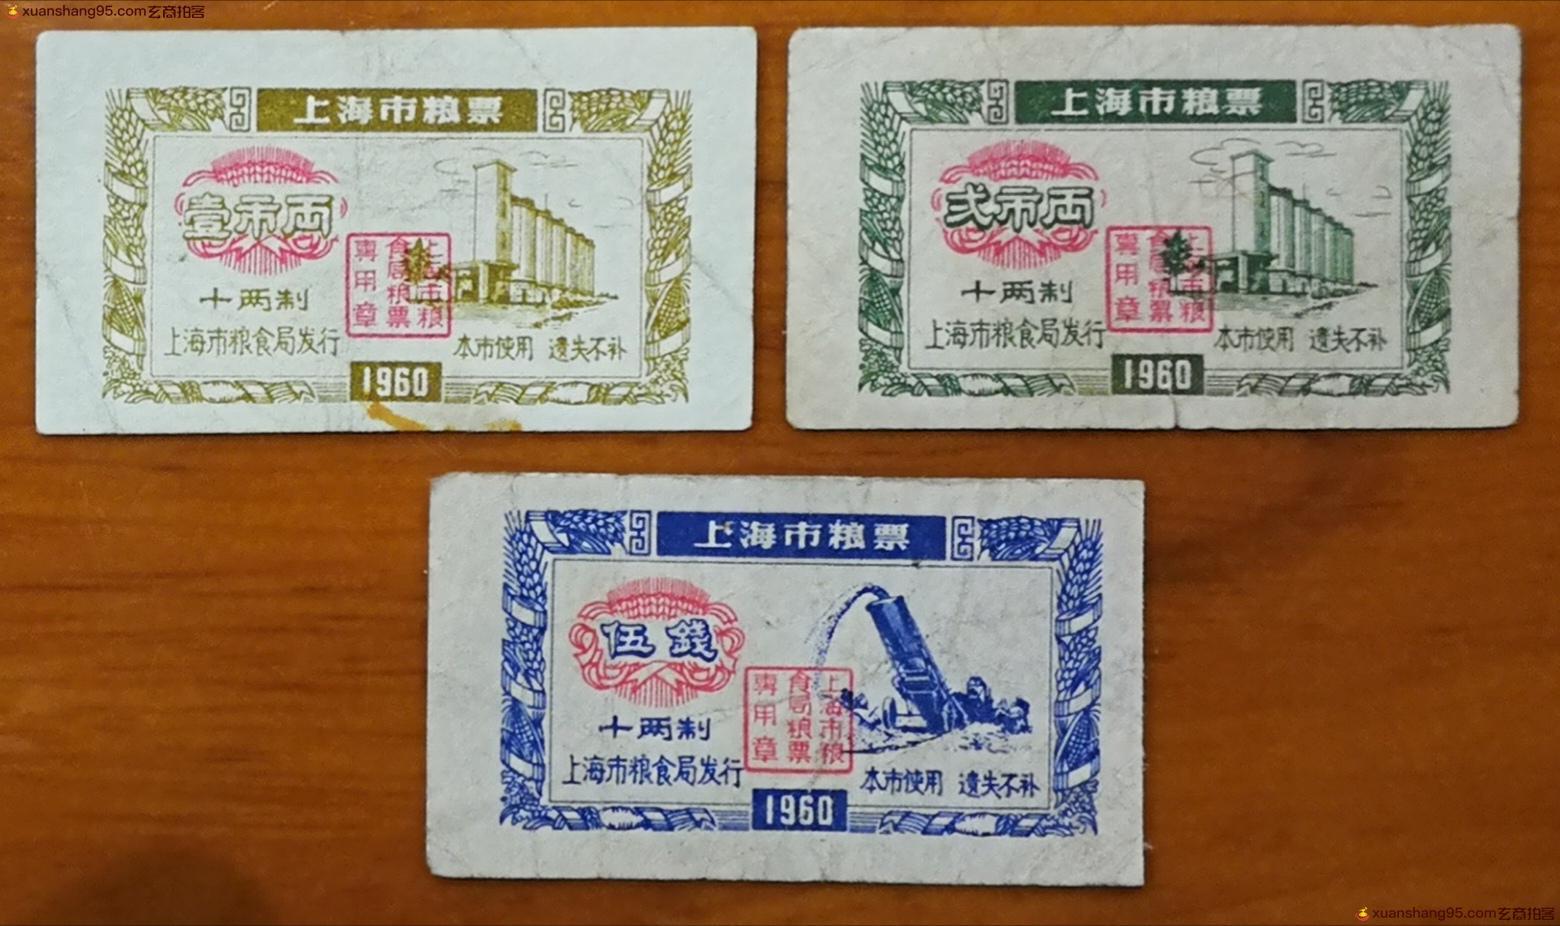 xuanshang95.com玄商拍客
上海市粮票
壹市両
上海市粮食局粮票専用章
十两制
上海市粮食局发行
本市使用 遗失不补
1960
上海市粮票
弍市両
上海市粮食局粮票専用章
十两制
上海市粮食局发行
本市使用 遗失不补
1960
上海市粮票
伍錢
上海市粮食局粮票専用章
十两制
上海市粮食局发行
本市使用 遗失不补
1960
xuanshang95.com玄商拍客